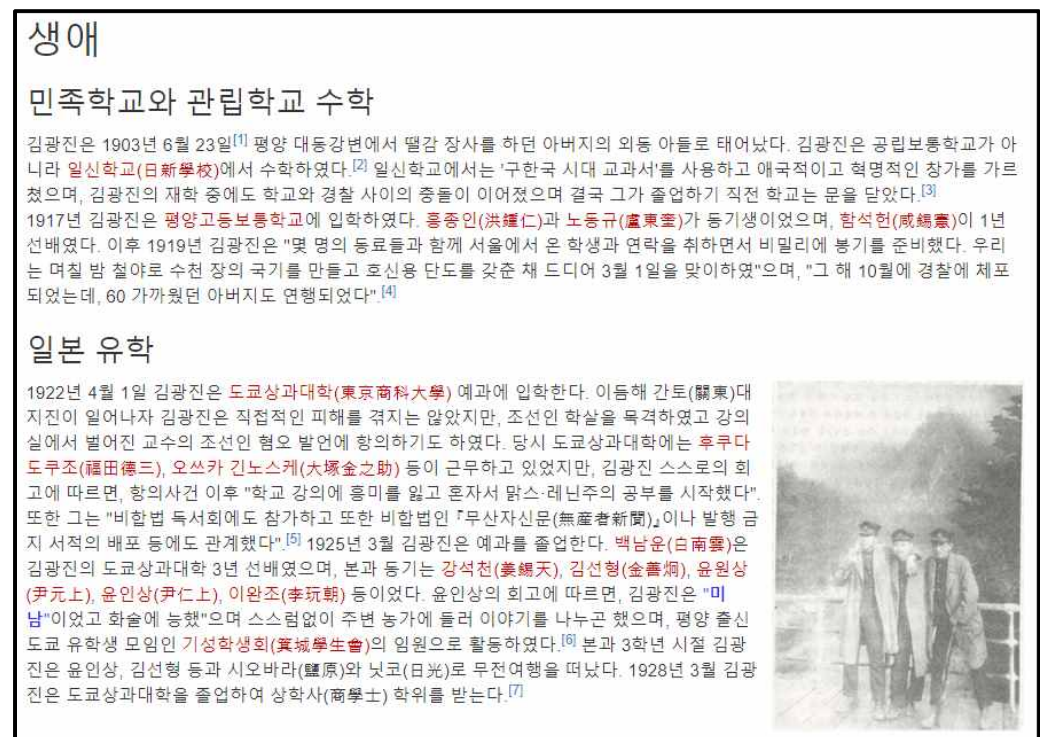 생애
민족학교와 관립학교 수학
김광진은 1903년 6월 23일[1] 평양 대동강변에서 땔감 장사를 하던 아버지의 외동 아들로 태어났다. 김광진은 공립보통학교가 아
니라 일신학교(日新學校)에서 수학하였다.[2] 일신학교에서는 '구한국 시대 교과서'를 사용하고 애국적이고 혁명적인 창가를 가르
쳤으며, 김광진의 재학 중에도 학교와 경찰 사이의 충돌이 이어졌으며 결국 그가 졸업하기 직전 학교는 문을 닫았다.[3]
1917년 김광진은 평양고등보통학교에 입학하였다. 홍종인(洪鍾仁)과 노동규(盧東奎)가 동기생이었으며, 함석헌(咸錫憲)이 1년
선배였다. 이후 1919년 김광진은 "몇 명의 동료들과 함께 서울에서 온 학생과 연락을 취하면서 비밀리에 봉기를 준비했다. 우리
는 며칠 밤 철야로 수천 장의 국기를 만들고 호신용 단도를 갖춘 채 드디어 3월 1일을 맞이하였"으며, "그 해 10월에 경찰에 체포
되었는데, 60 가까웠던 아버지도 연행되었다".[4]
일본 유학
1922년 4월 1일 김광진은 도쿄상과대학(東京商科大學) 예과에 입학한다. 이듬해 간토(關東)대
지진이 일어나자 김광진은 직접적인 피해를 겪지는 않았지만, 조선인 학살을 목격하였고 강의
실에서 벌어진 교수의 조선인 혐오 발언에 항의하기도 하였다. 당시 도쿄상과대학에는 후쿠다
도쿠조(福田德三), 오쓰카 긴노스케(大塚金之助) 등이 근무하고 있었지만, 김광진 스스로의 회
고에 따르면, 항의사건 이후 "학교 강의에 흥미를 잃고 혼자서 맑스·레닌주의 공부를 시작했다".
또한 그는 "비합법 독서회에도 참가하고 또한 비합법인 『무산자신문(無産者新聞)』이나 발행 금
지 서적의 배포 등에도 관계했다".[5] 1925년 3월 김광진은 예과를 졸업한다. 백남운(白南雲)은
김광진의 도쿄상과대학 3년 선배였으며, 본과 동기는 강석천(姜錫天), 김선형(金善炯), 윤원상
(尹元上), 윤인상(尹仁上), 이완조(李玩朝) 등이었다. 윤인상의 회고에 따르면, 김광진은 "미
남"이었고 화술에 능했"으며 스스럼없이 주변 농가에 들러 이야기를 나누곤 했으며, 평양 출신
도쿄 유학생 모임인 기성학생회(箕城學生會)의 임원으로 활동하였다.[6] 본과 3학년 시절 김광
진은 윤인상, 김선형 등과 시오바라(鹽原)와 닛코(日光)로 무전여행을 떠났다. 1928년 3월 김광
진은 도쿄상과대학을 졸업하여 상학사(商學士) 학위를 받는다.[7]